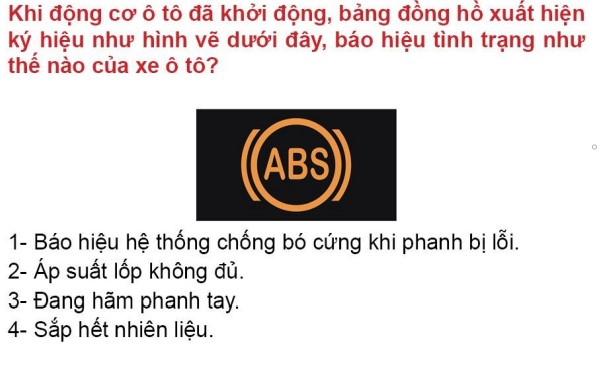 Khi động cơ ô tô đã khởi động, bảng đồng hồ xuất hiện
ký hiệu như hình vẽ dưới đây, báo hiệu tình trạng như
thế nào của xe ô tô?
ABS
1- Báo hiệu hệ thống chống bó cứng khi phanh bị lỗi.
2- Áp suất lốp không đủ.
3- Đang hãm phanh tay.
4- Sắp hết nhiên liệu.